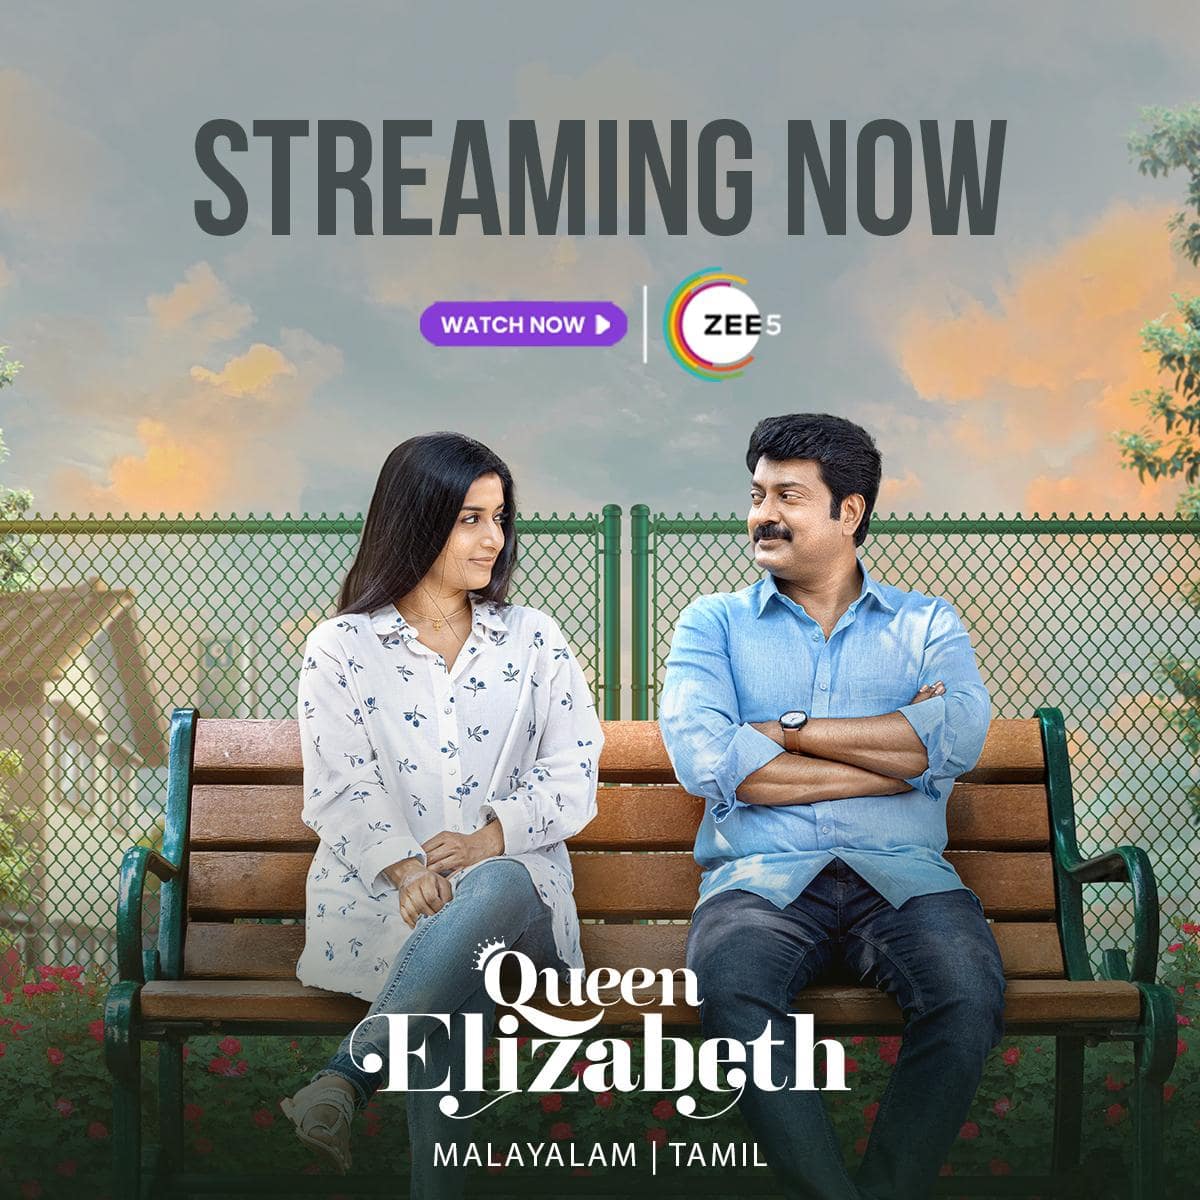 STREAMING NOW
WATCH NOW
ZEE5
Queen
Elizabeth
MALAYALAM | TAMIL